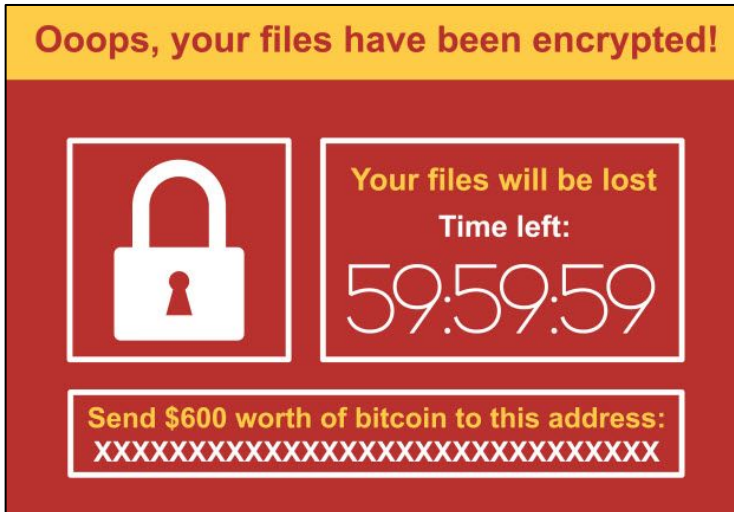 Ooops, your files have been encrypted!
Your files will be lost
Time left:
59:59:59
Send $600 worth of bitcoin to this address:
XXXXXXXXXXXXXXXXXXXXXXXXXXXXXX